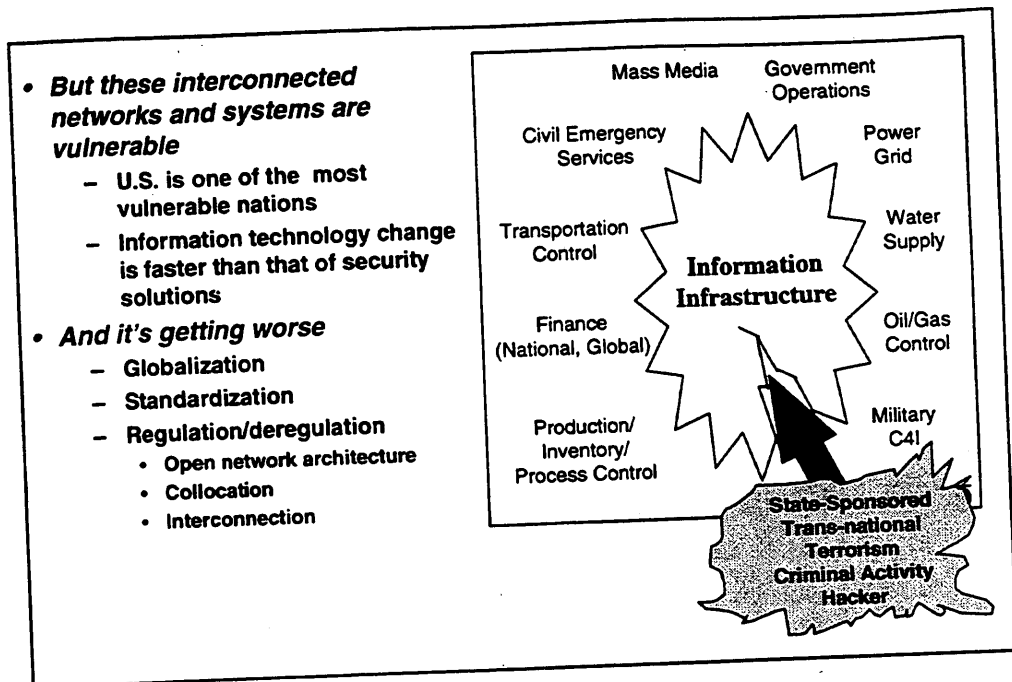 • But these interconnected
networks and systems are
vulnerable
– U.S. is one of the most
vulnerable nations
– Information technology change
is faster than that of security
solutions
• And it's getting worse
– Globalization
– Standardization
– Regulation/deregulation
• Open network architecture
• Collocation
• Interconnection
Mass Media
Government
Operations
Civil Emergency
Services
Power
Grid
Transportation
Control
Water
Supply
Information
Infrastructure
Finance
(National, Global)
Oil/Gas
Control
Production/
Inventory/
Process Control
Military
C4I
State-Sponsored
Trans-national
Terrorism
Criminal Activity
Hacker